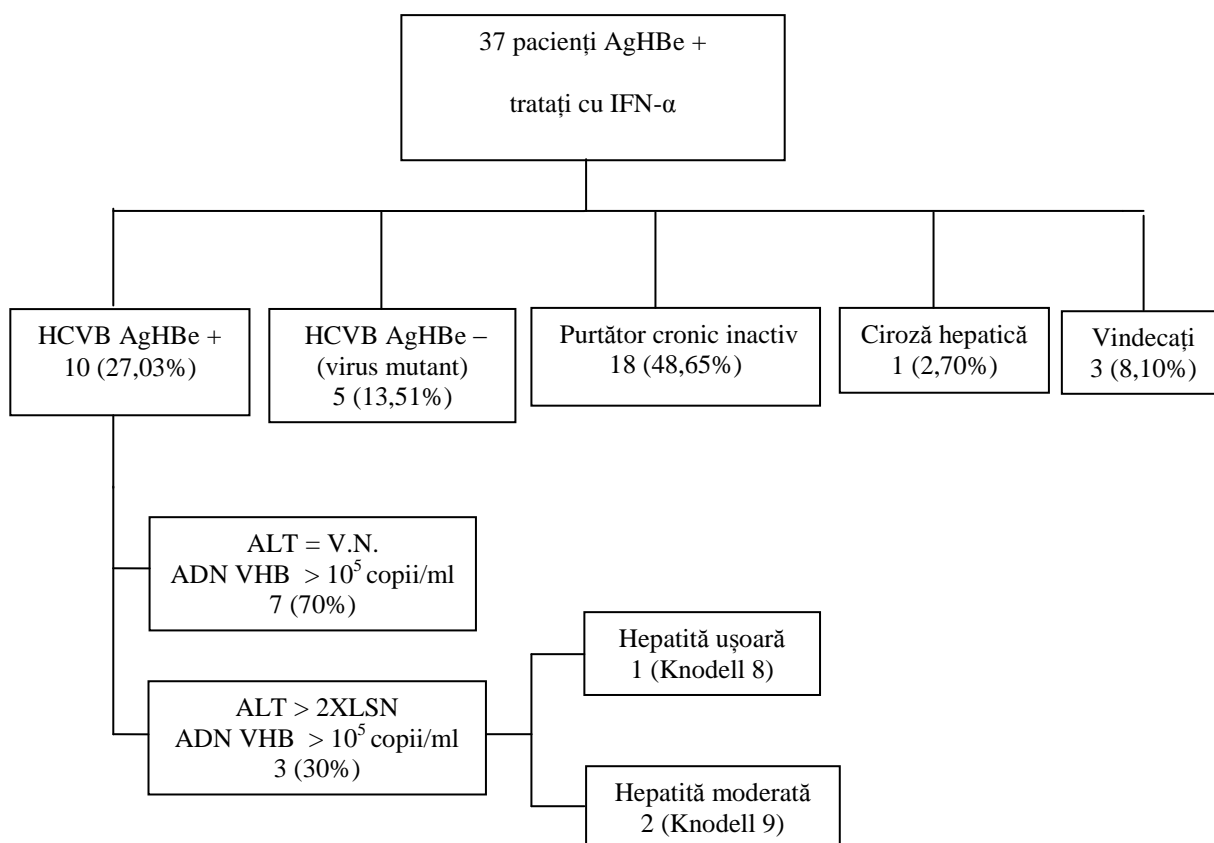 37 pacienți AgHBe +
tratați cu IFN-α
HCVB AgHBe +
10 (27,03%)
HCVB AgHBe –
(virus mutant)
5 (13,51%)
Purtător cronic inactiv
18 (48,65%)
Ciroză hepatică
1 (2,70%)
Vindecați
3 (8,10%)
ALT = V.N.
ADN VHB > 10⁵ copii/ml
7 (70%)
ALT > 2XLSN
ADN VHB > 10⁵ copii/ml
3 (30%)
Hepatită ușoară
1 (Knodell 8)
Hepatită moderată
2 (Knodell 9)